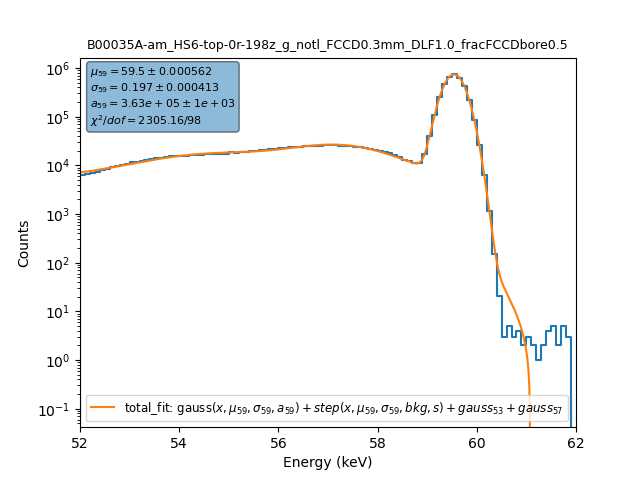 B00035A-am_HS6-top-0r-198z_g_notl_FCCD0.3mm_DLF1.0_fracFCCDbore0.5
μ₅₉ = 59.5 ± 0.000562
σ₅₉ = 0.197 ± 0.000413
a₅₉ = 3.63e + 05 ± 1e + 03
χ²/dof = 2305.16/98
10⁶
10⁵
10⁴
10³
10²
10¹
10⁰
10⁻¹
Counts
total_fit: gauss(x, μ₅₉, σ₅₉, a₅₉) + step(x, μ₅₉, σ₅₉, bkg, s) + gauss₅₃ + gauss₅₇
52 54 56 58 60 62
Energy (keV)